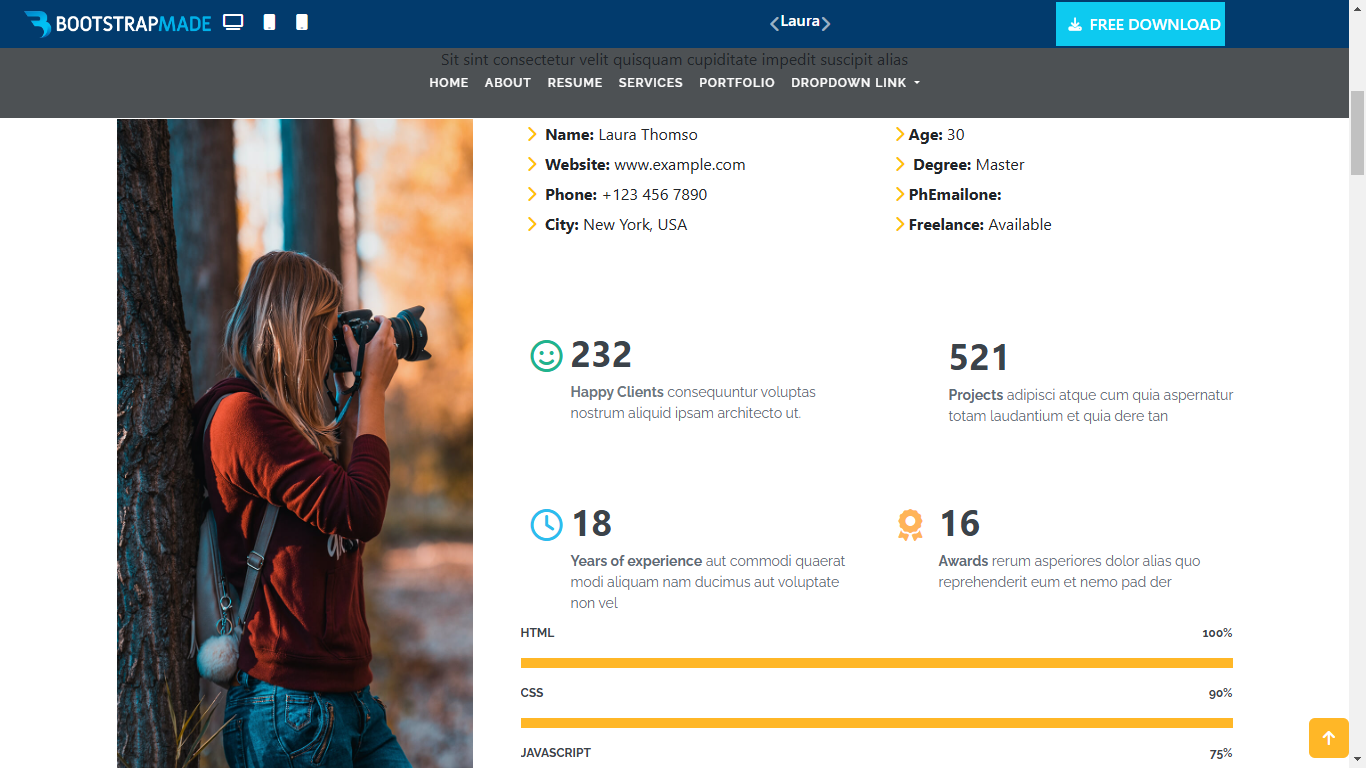 BOOTSTRAPMADE
Laura
FREE DOWNLOAD
Sit sint consectetur velit quisquam cupiditate impedit suscipit alias
HOME ABOUT RESUME SERVICES PORTFOLIO DROPDOWN LINK
Name: Laura Thomso
Age: 30
Website: www.example.com
Degree: Master
Phone: +123 456 7890
PhEmailone:
City: New York, USA
Freelance: Available
232
Happy Clients consequuntur voluptas
nostrum aliquid ipsam architecto ut.
521
Projects adipisci atque cum quia aspernatur
totam laudantium et quia dere tan
18
Years of experience aut commodi quaerat
modi aliquam nam ducimus aut voluptate
non vel
16
Awards rerum asperiores dolor alias quo
reprehenderit eum et nemo pad der
HTML 100%
CSS 90%
JAVASCRIPT 75%